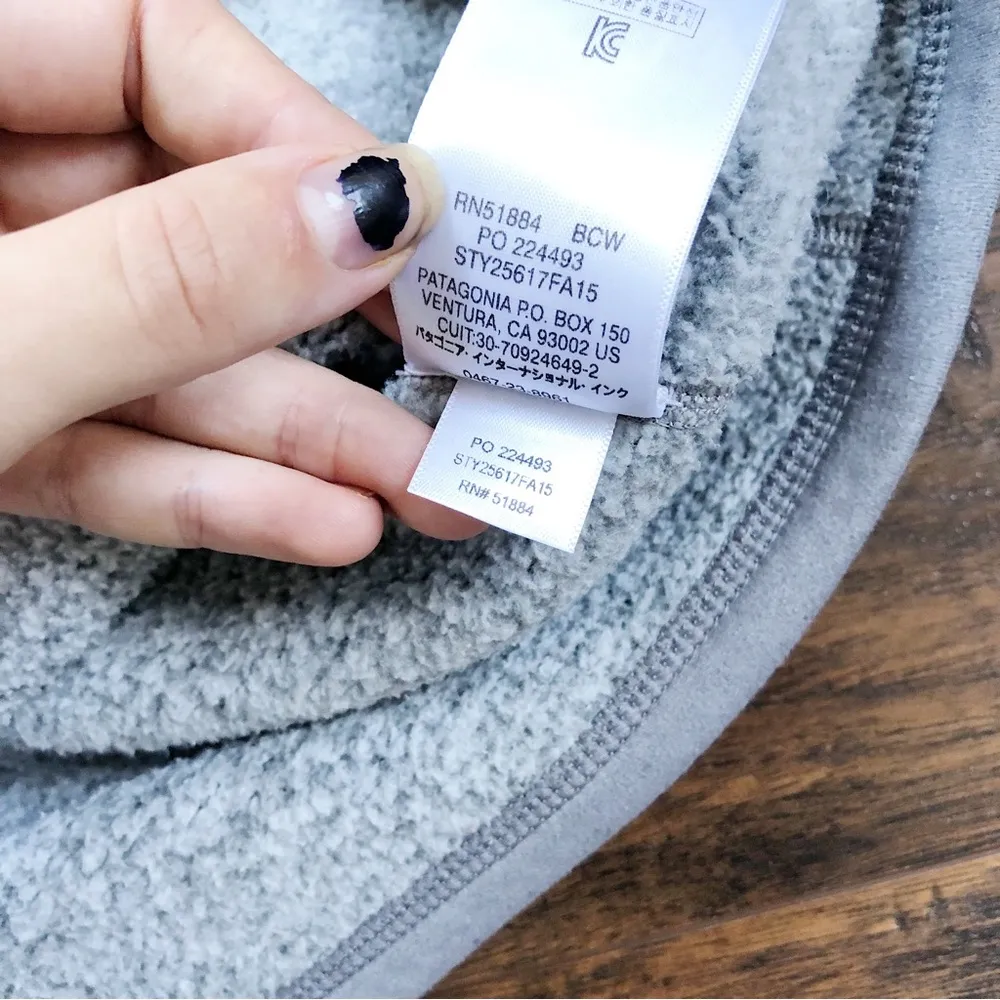 RN51884 BCW
PO 224493
STY25617FA15
PATAGONIA P.O. BOX 150
VENTURA, CA 93002 US
CUIT:30-70924649-2
パタゴニア・インターナショナル・インク
PO 224493
STY25617FA15
RN# 51884